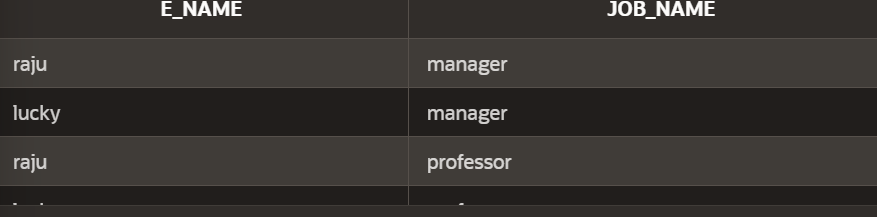 E_NAME JOB_NAME
raju manager
lucky manager
raju professor